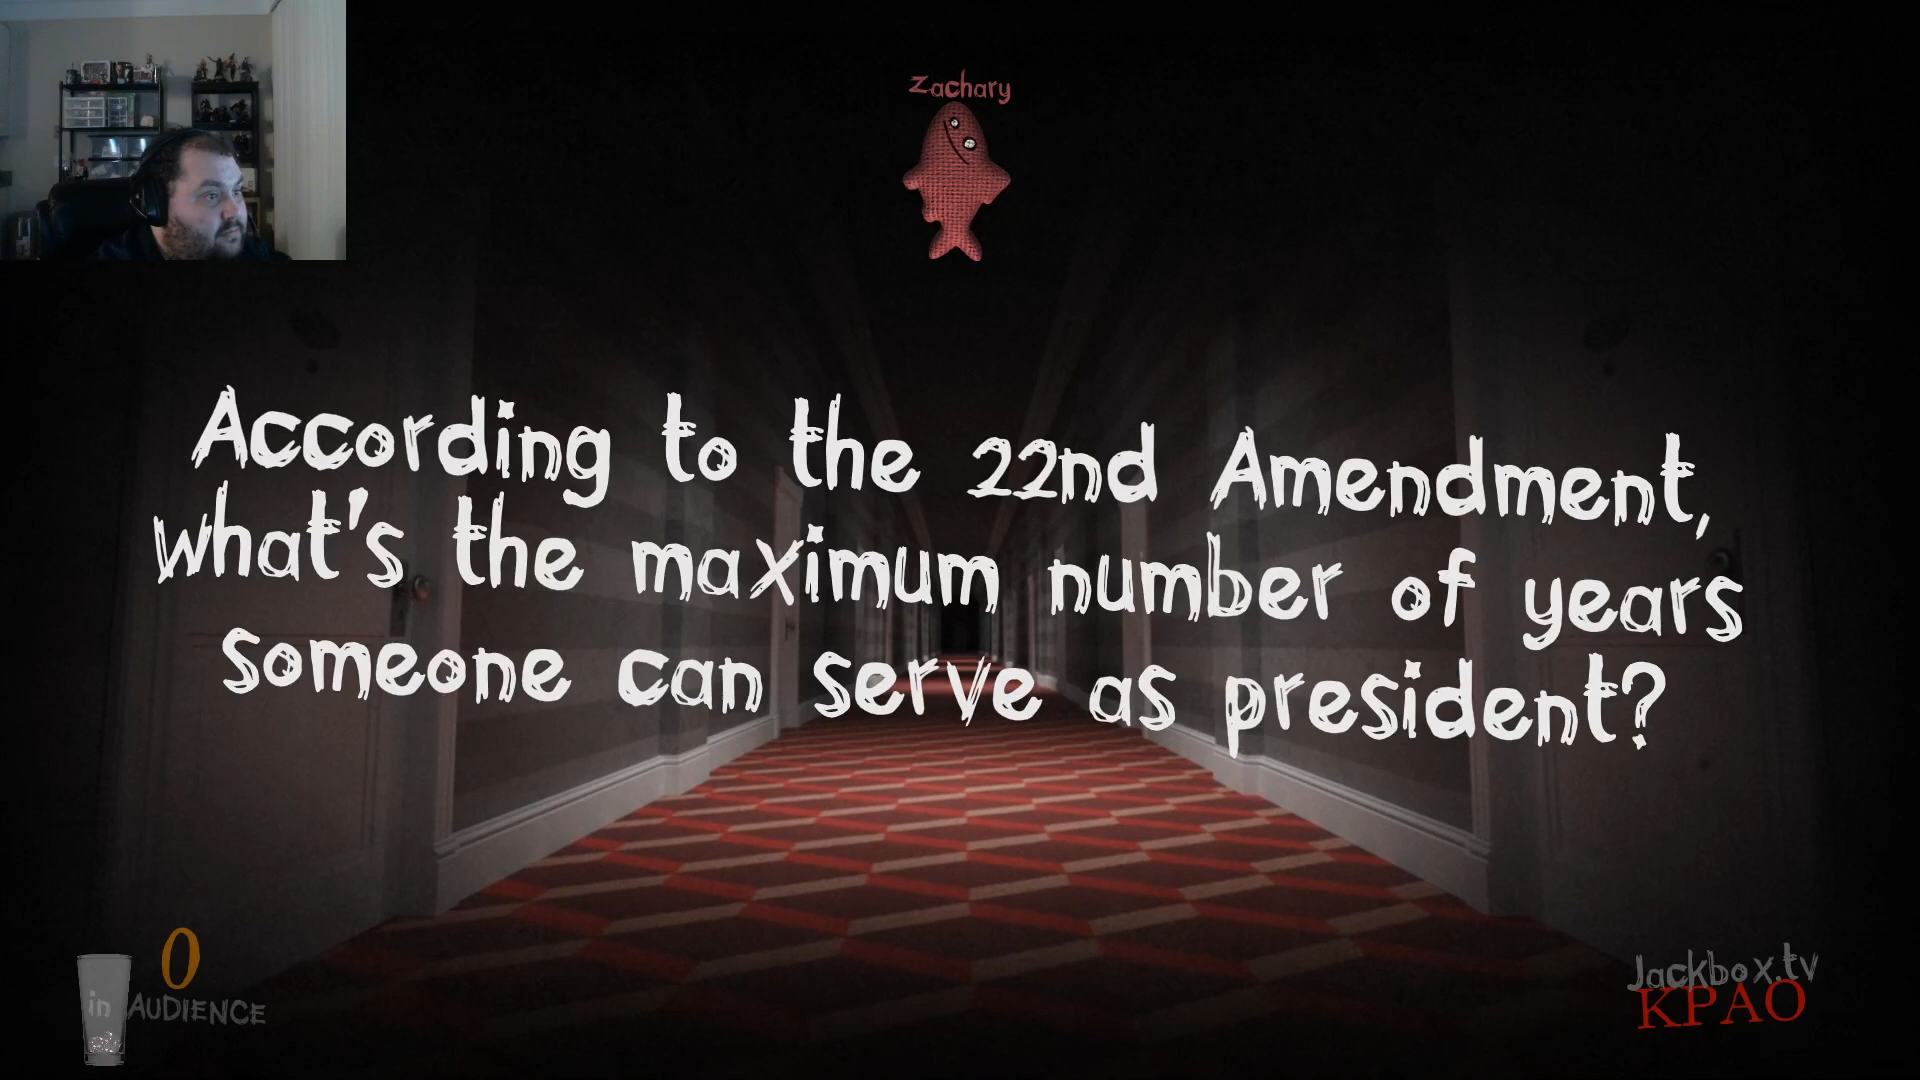 Zachary
According to the 22nd Amendment,
what's the maximum number of years
someone can serve as president?
0
in AUDIENCE
Jackbox.tv
KPAO